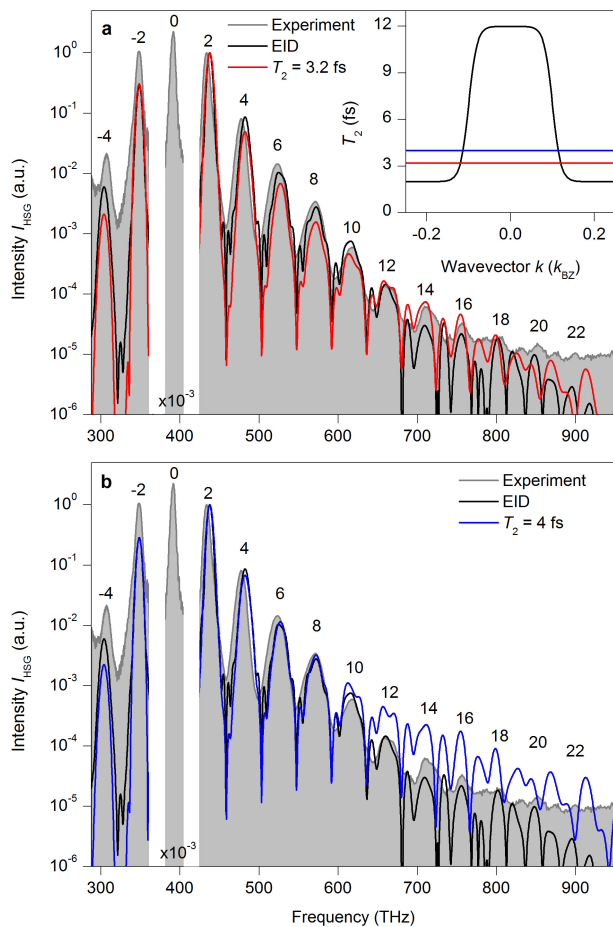 a
Experiment
EID
T₂ = 3.2 fs
-4
-2
0
2
4
6
8
10
12
14
16
18
20
22
x10⁻³
Intensity I_HSG (a.u.)
10⁰
10⁻¹
10⁻²
10⁻³
10⁻⁴
10⁻⁵
10⁻⁶
300 400 500 600 700 800 900
T₂ (fs)
12
9
6
3
0
-0.2 0.0 0.2
Wavevector k (k_BZ)
b
Experiment
EID
T₂ = 4 fs
-4
-2
0
2
4
6
8
10
12
14
16
18
20
22
x10⁻³
Intensity I_HSG (a.u.)
10⁰
10⁻¹
10⁻²
10⁻³
10⁻⁴
10⁻⁵
10⁻⁶
300 400 500 600 700 800 900
Frequency (THz)